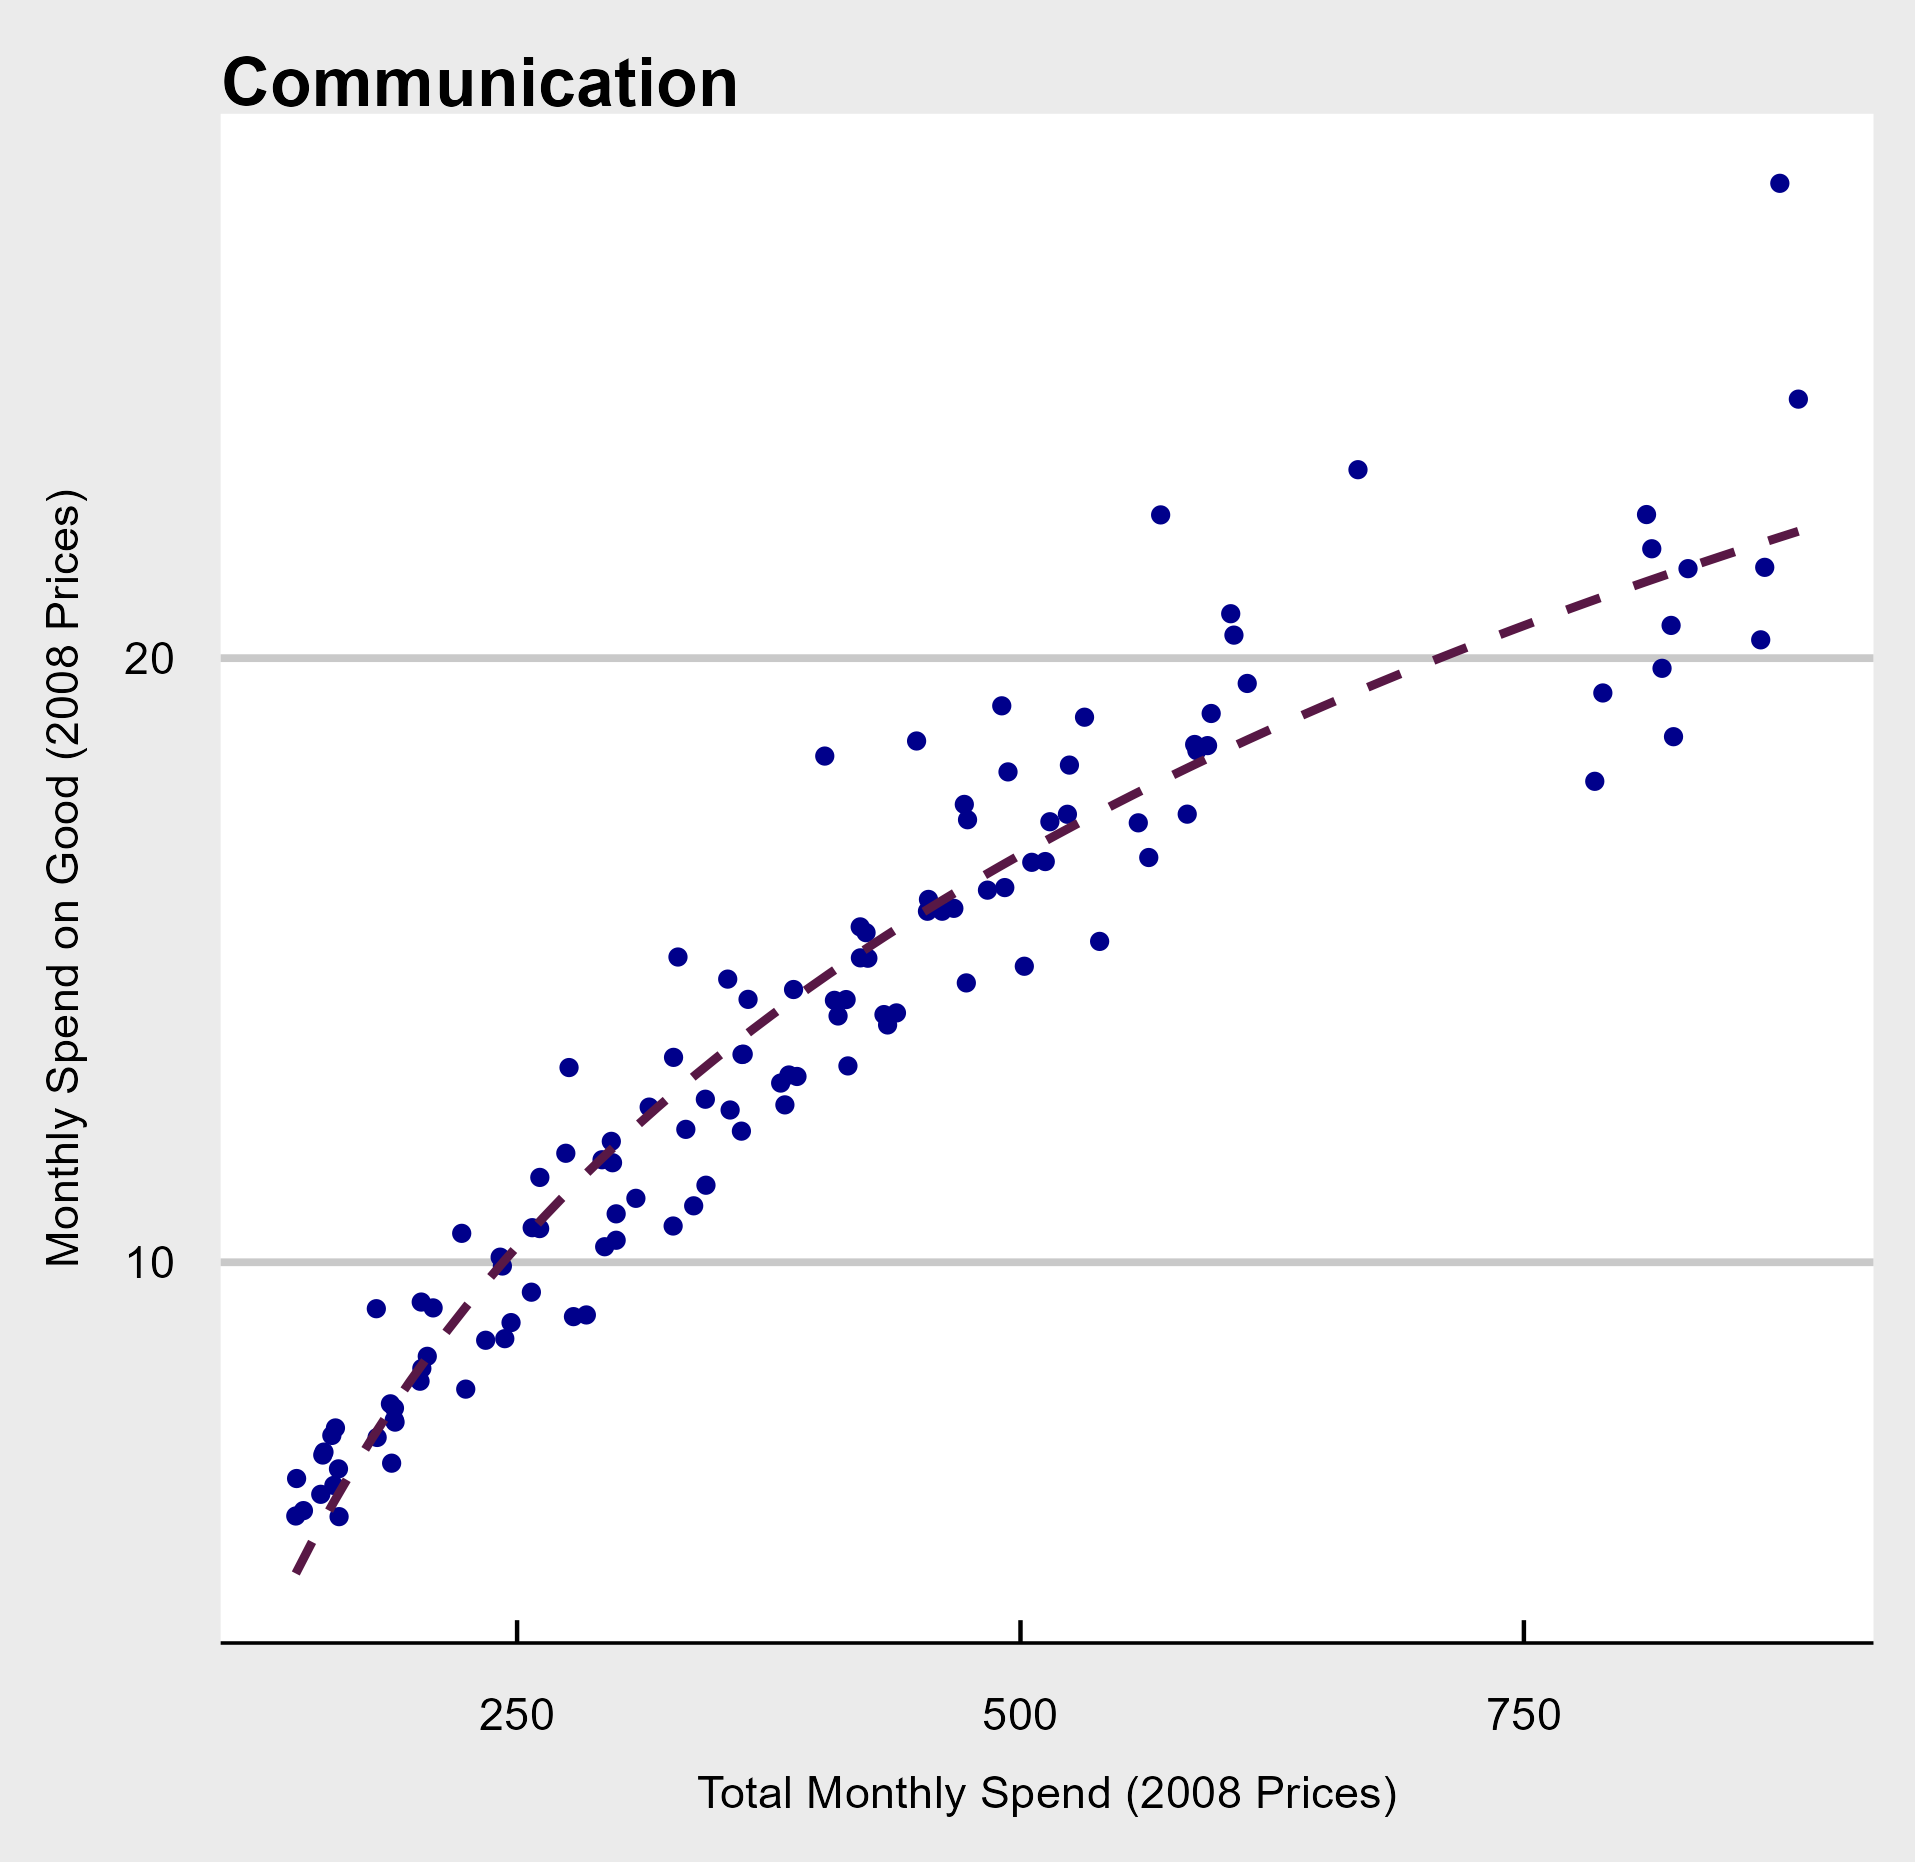 Communication
Monthly Spend on Good (2008 Prices)
20
10
250
500
750
Total Monthly Spend (2008 Prices)